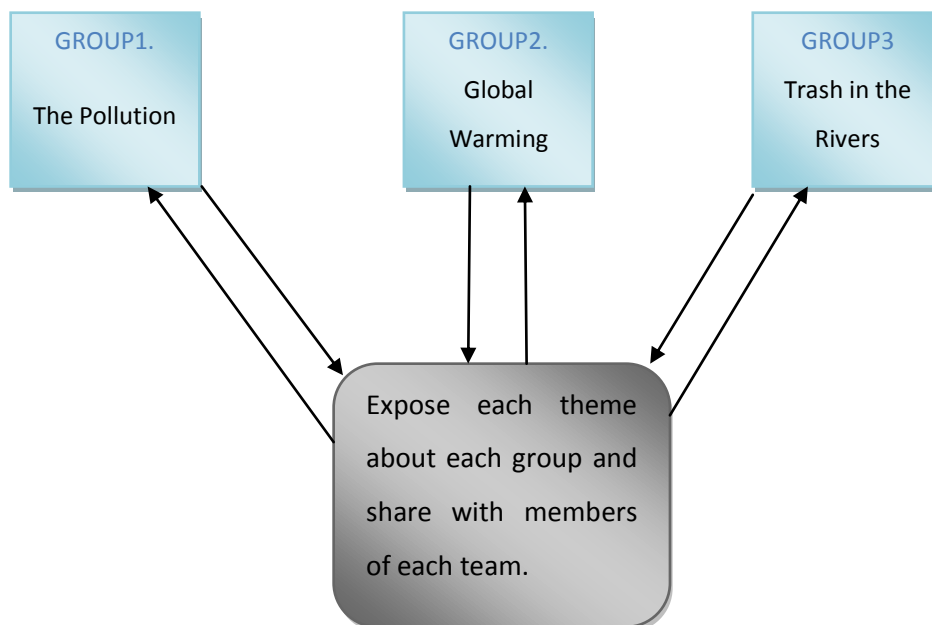 GROUP1.
The Pollution
GROUP2.
Global
Warming
GROUP3
Trash in the
Rivers
Expose each theme
about each group and
share with members
of each team.